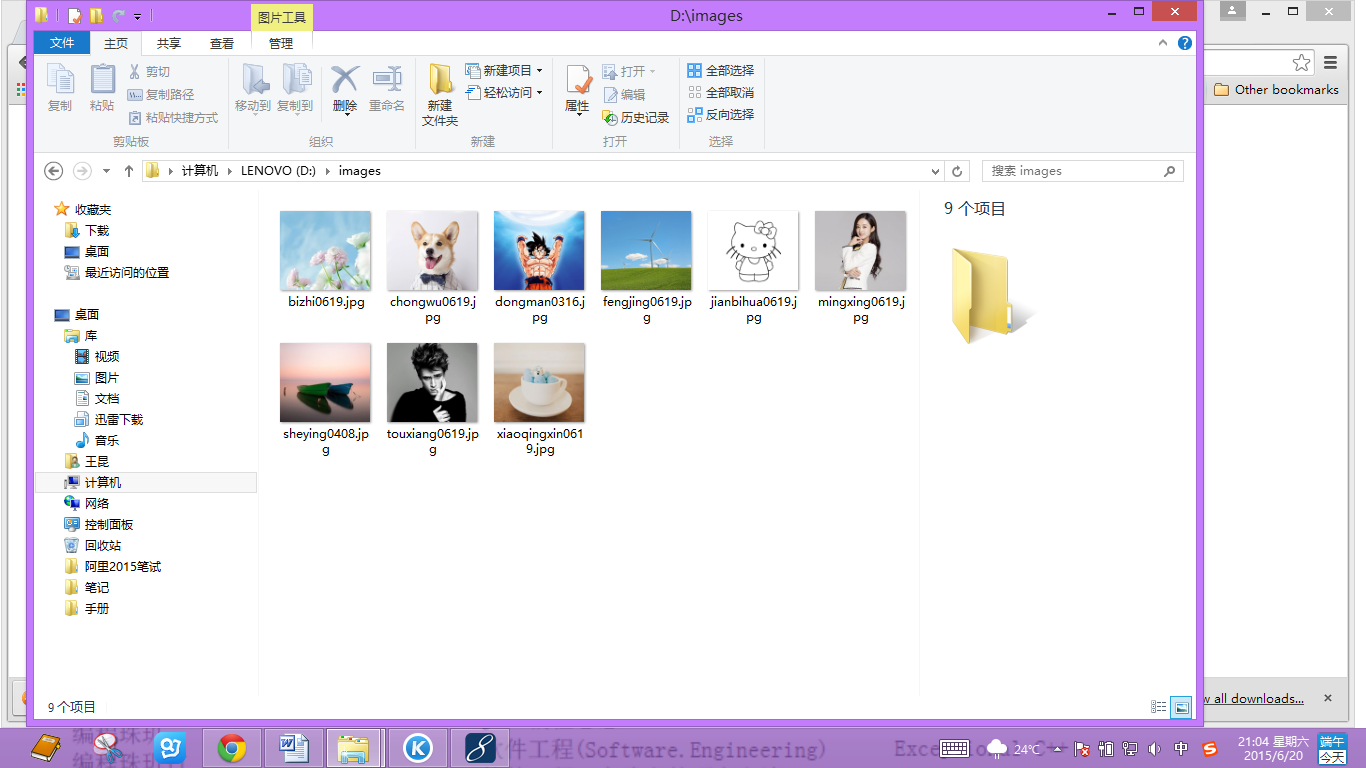 图片工具
D:\images
文件
主页
共享
查看
管理
复制
粘贴
剪切
复制路径
粘贴快捷方式
剪贴板
移动到
复制到
删除
重命名
组织
新建
文件夹
新建项目
轻松访问
新建
属性
打开
编辑
历史记录
打开
全部选择
全部取消
反向选择
选择
Other bookmarks
计算机
LENOVO (D:)
images
搜索 images
收藏夹
下载
桌面
最近访问的位置
桌面
库
视频
图片
文档
迅雷下载
音乐
王昆
计算机
网络
控制面板
回收站
阿里2015笔试
笔记
手册
bizhi0619.jpg
chongwu0619.j
pg
dongman0316.j
pg
fengjing0619.jp
g
jianbihua0619.j
pg
mingxing0619.j
pg
sheying0408.jp
g
touxiang0619.jp
g
xiaoqingxin061
9.jpg
9 个项目
9 个项目
all downloads...
件工程(Software.Engineering)
24℃
中
21:04 星期六
2015/6/20
端午
今天